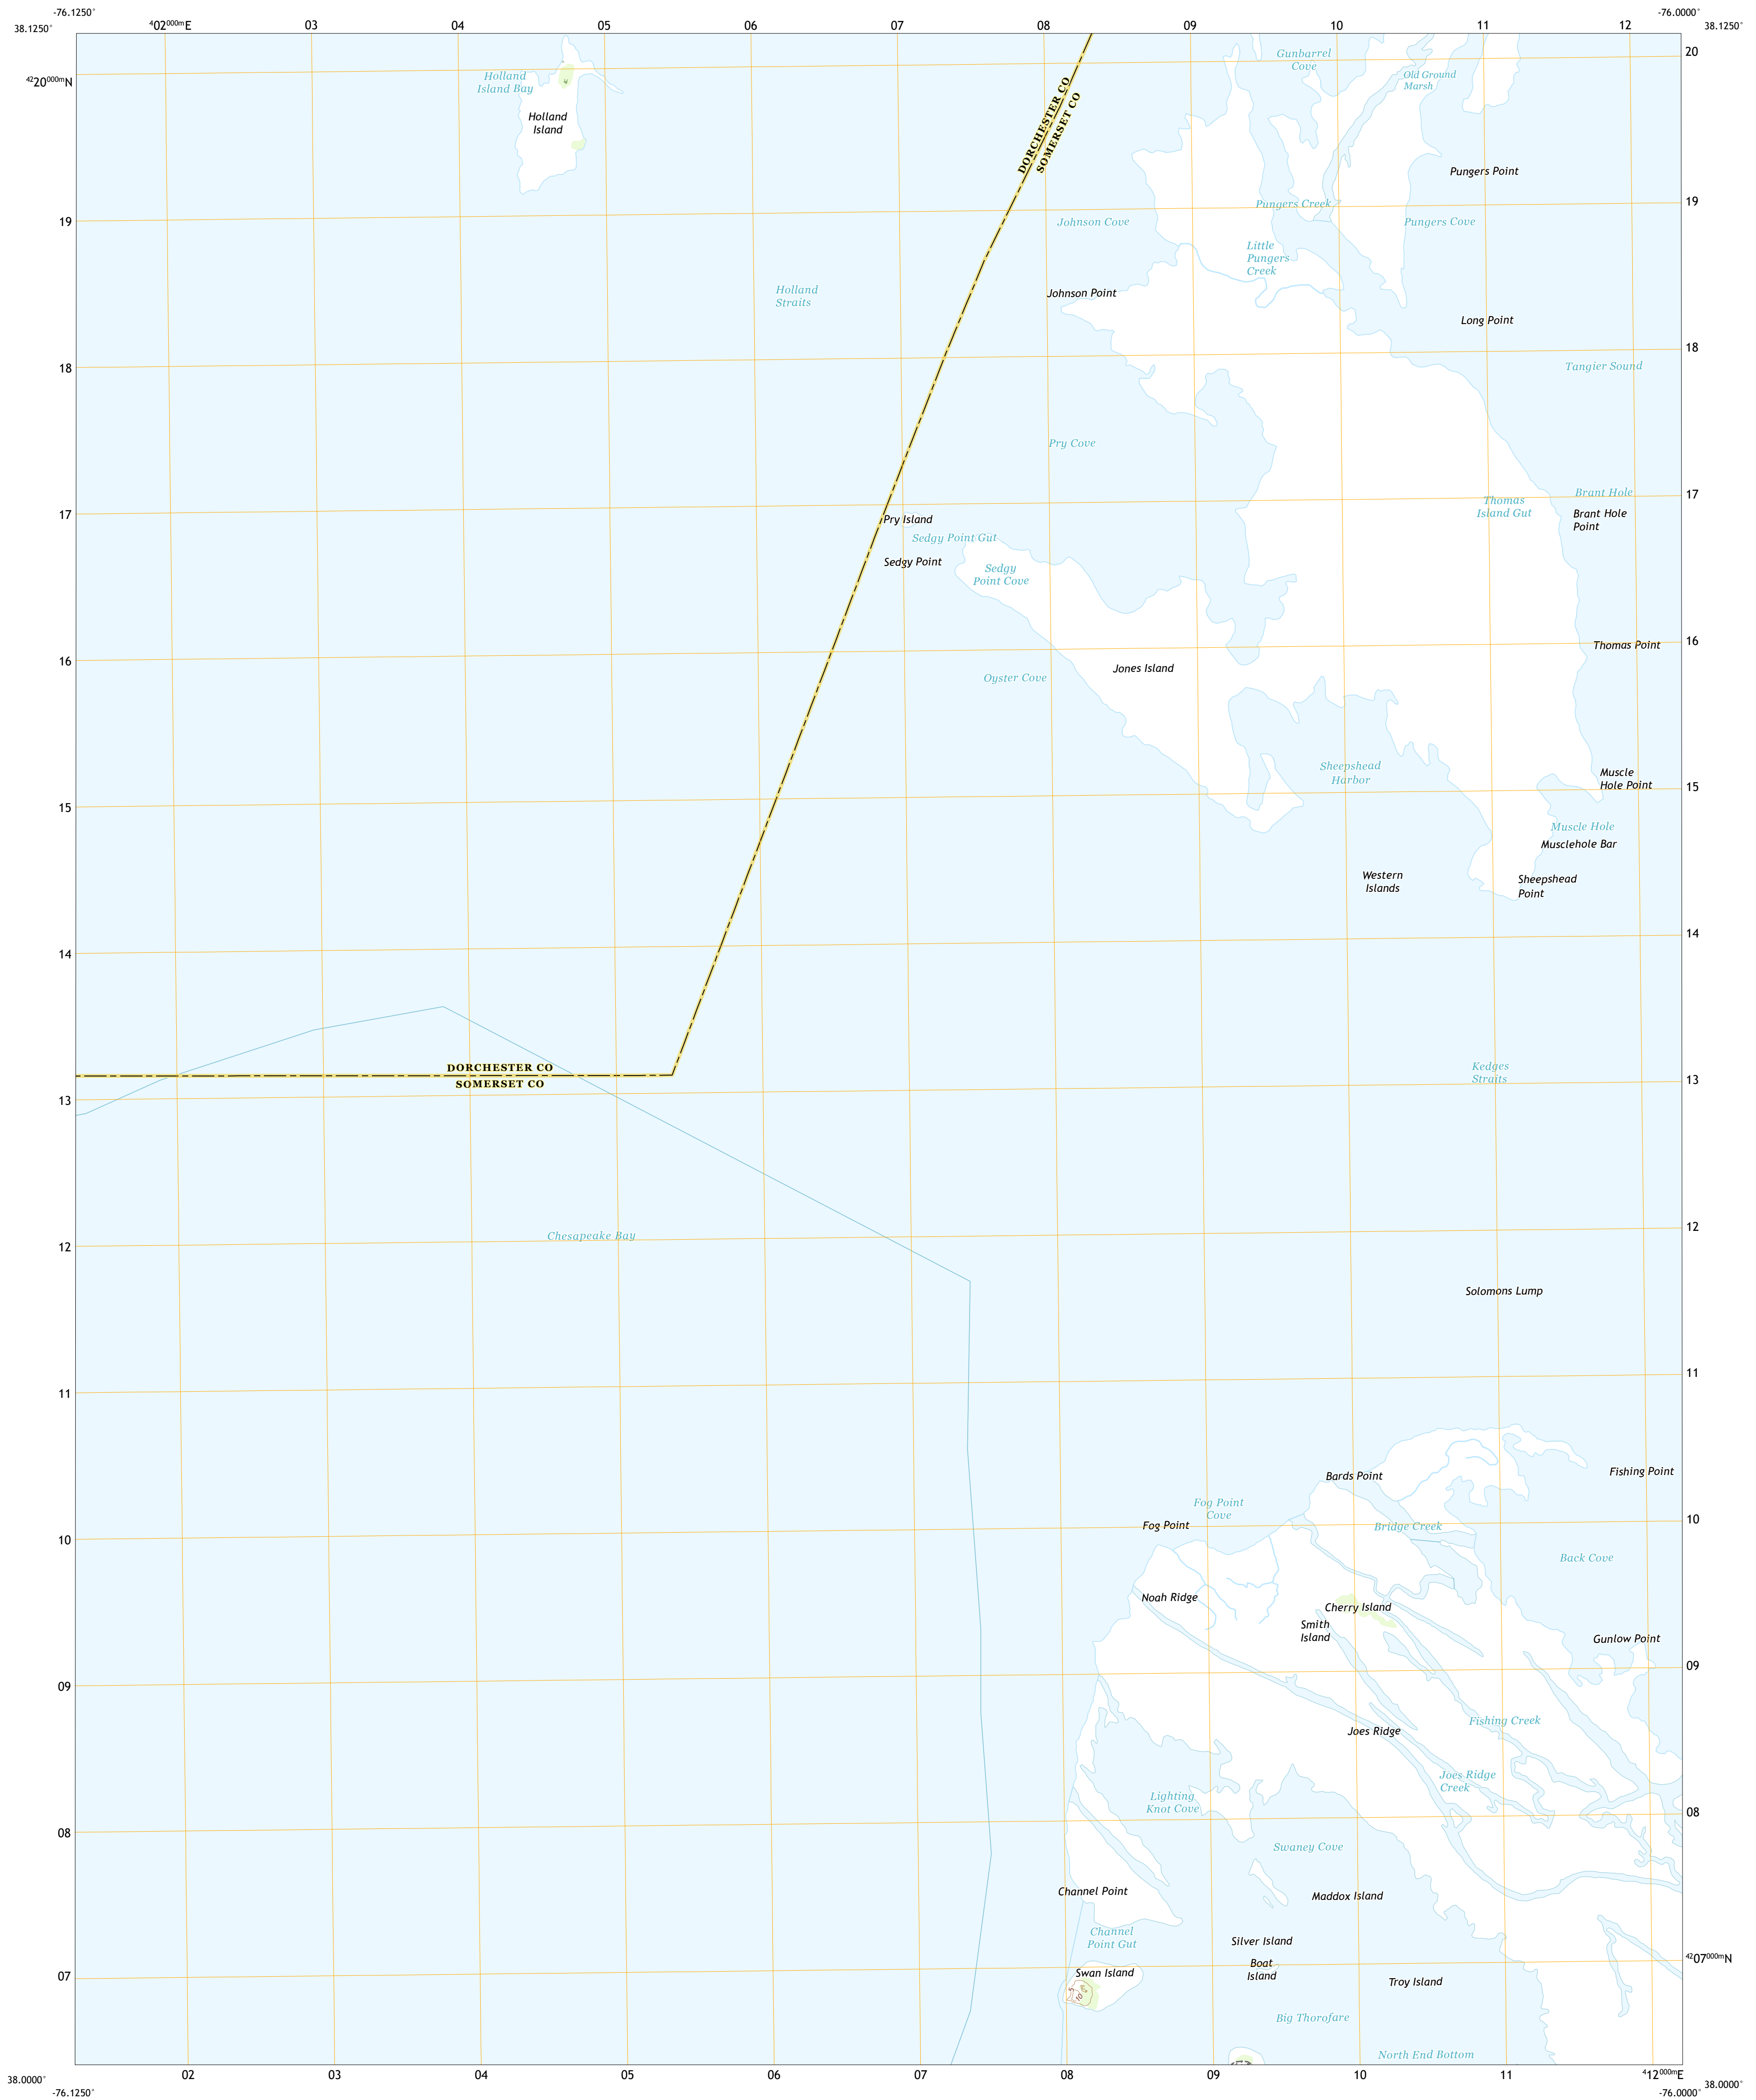 -76.1250°
-76.0000°
38.1250°
⁴02⁰⁰⁰ᵐE
03
04
05
06
07
08
09
10
11
12
38.1250°
20
⁴²20⁰⁰⁰ᵐN
Holland
Island Bay
Holland
Island
DORCHESTER CO
SOMERSET CO
Gunbarrel
Cove
Old Ground
Marsh
Pungers Point
19
19
Johnson Cove
Pungers Creek
Pungers Cove
Little
Pungers
Creek
Holland
Straits
Johnson Point
Long Point
18
18
Tangier Sound
Pry Cove
17
17
Thomas
Island Gut
Brant Hole
Brant Hole
Point
Pry Island
Sedgy Point Gut
Sedgy Point
Sedgy
Point Cove
16
16
Thomas Point
Jones Island
Oyster Cove
Sheepshead
Harbor
Muscle
Hole Point
15
15
Muscle Hole
Musclehole Bar
Western
Islands
Sheepshead
Point
14
14
DORCHESTER CO
SOMERSET CO
Kedges
Straits
13
13
12
12
Chesapeake Bay
Solomons Lump
11
11
Bards Point
Fishing Point
Fog Point
Cove
Fog Point
Bridge Creek
10
10
Back Cove
Noah Ridge
Cherry Island
Smith
Island
Gunlow Point
09
09
Fishing Creek
Joes Ridge
Joes Ridge
Creek
Lighting
Knot Cove
08
08
Swaney Cove
Channel Point
Maddox Island
Channel
Point Gut
Silver Island
Boat
Island
Swan Island
Troy Island
5
10
07
⁴²07⁰⁰⁰ᵐN
Big Thorofare
North End Bottom
38.0000°
02
03
04
05
06
07
08
09
10
11
⁴12⁰⁰⁰ᵐE
38.0000°
-76.1250°
-76.0000°